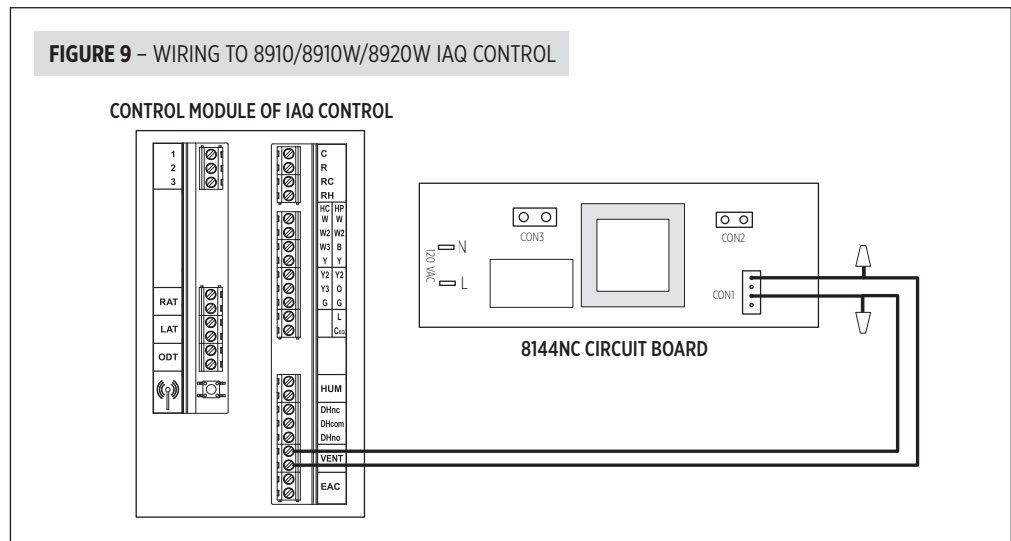 FIGURE 9 – WIRING TO 8910/8910W/8920W IAQ CONTROL
CONTROL MODULE OF IAQ CONTROL
1
2
3
RAT
LAT
ODT
C
R
RC
RH
HC HP
W W
W2 W2
W3 B
Y Y
Y2 Y2
Y3 O
G G
L
CEQ
HUM
DHnc
DHcom
DHno
VENT
EAC
N
120 VAC
L
CON3
CON2
CON1
8144NC CIRCUIT BOARD